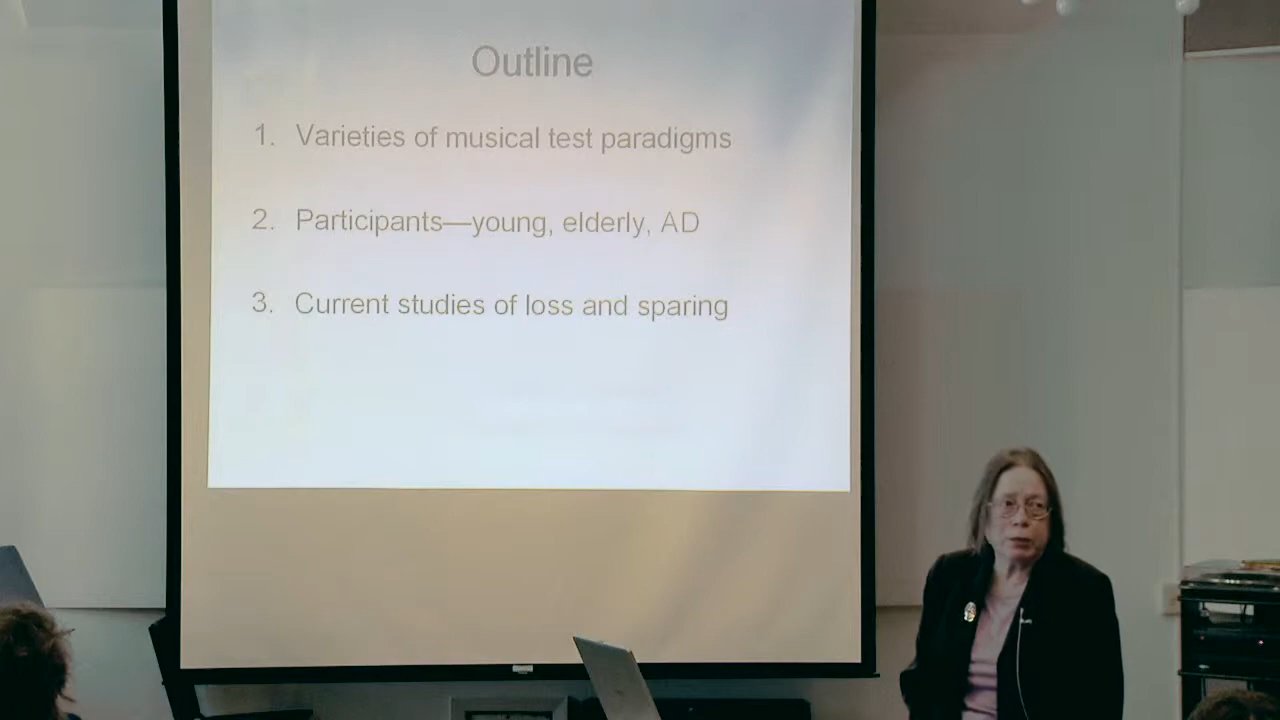 Outline
1. Varieties of musical test paradigms
2. Participants—young, elderly, AD
3. Current studies of loss and sparing